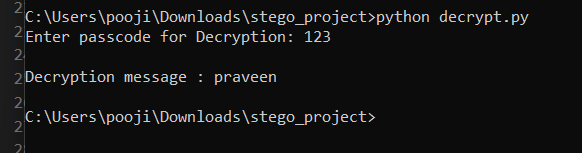 C:\Users\pooji\Downloads\stego_project>python decrypt.py
Enter passcode for Decryption: 123
Decryption message : praveen
C:\Users\pooji\Downloads\stego_project>